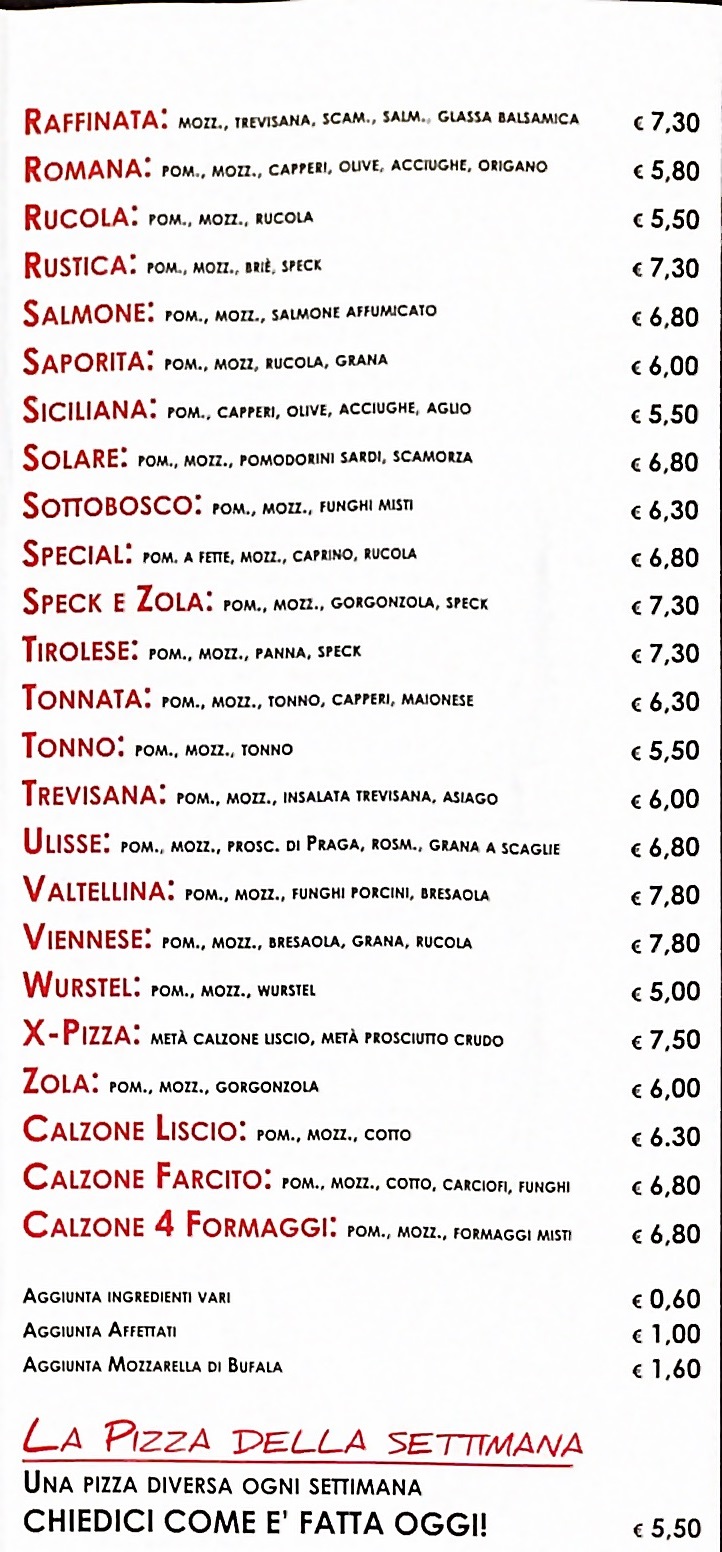 RAFFINATA: MOZZ., TREVISANA, SCAM., SALM., GLASSA BALSAMICA € 7,30
ROMANA: POM., MOZZ., CAPPERI, OLIVE, ACCIUGHE, ORIGANO € 5,80
RUCOLA: POM., MOZZ., RUCOLA € 5,50
RUSTICA: POM., MOZZ., BRIÈ, SPECK € 7,30
SALMONE: POM., MOZZ., SALMONE AFFUMICATO € 6,80
SAPORITA: POM., MOZZ, RUCOLA, GRANA € 6,00
SICILIANA: POM., CAPPERI, OLIVE, ACCIUGHE, AGLIO € 5,50
SOLARE: POM., MOZZ., POMODORINI SARDI, SCAMORZA € 6,80
SOTTOBOSCO: POM., MOZZ., FUNGHI MISTI € 6,30
SPECIAL: POM. A FETTE, MOZZ., CAPRINO, RUCOLA € 6,80
SPECK E ZOLA: POM., MOZZ., GORGONZOLA, SPECK € 7,30
TIROLESE: POM., MOZZ., PANNA, SPECK € 7,30
TONNATA: POM., MOZZ., TONNO, CAPPERI, MAIONESE € 6,30
TONNO: POM., MOZZ., TONNO € 5,50
TREVISANA: POM., MOZZ., INSALATA TREVISANA, ASIAGO € 6,00
ULISSE: POM., MOZZ., PROSC. DI PRAGA, ROSM., GRANA A SCAGLIE € 6,80
VALTELLINA: POM., MOZZ., FUNGHI PORCINI, BRESAOLA € 7,80
VIENNESE: POM., MOZZ., BRESAOLA, GRANA, RUCOLA € 7,80
WURSTEL: POM., MOZZ., WURSTEL € 5,00
X-PIZZA: METÀ CALZONE LISCIO, METÀ PROSCIUTTO CRUDO € 7,50
ZOLA: POM., MOZZ., GORGONZOLA € 6,00
CALZONE LISCIO: POM., MOZZ., COTTO € 6.30
CALZONE FARCITO: POM., MOZZ., COTTO, CARCIOFI, FUNGHI € 6,80
CALZONE 4 FORMAGGI: POM., MOZZ., FORMAGGI MISTI € 6,80
AGGIUNTA INGREDIENTI VARI € 0,60
AGGIUNTA AFFETTATI € 1,00
AGGIUNTA MOZZARELLA DI BUFALA € 1,60
LA PIZZA DELLA SETTIMANA
UNA PIZZA DIVERSA OGNI SETTIMANA
CHIEDICI COME E' FATTA OGGI! € 5,50